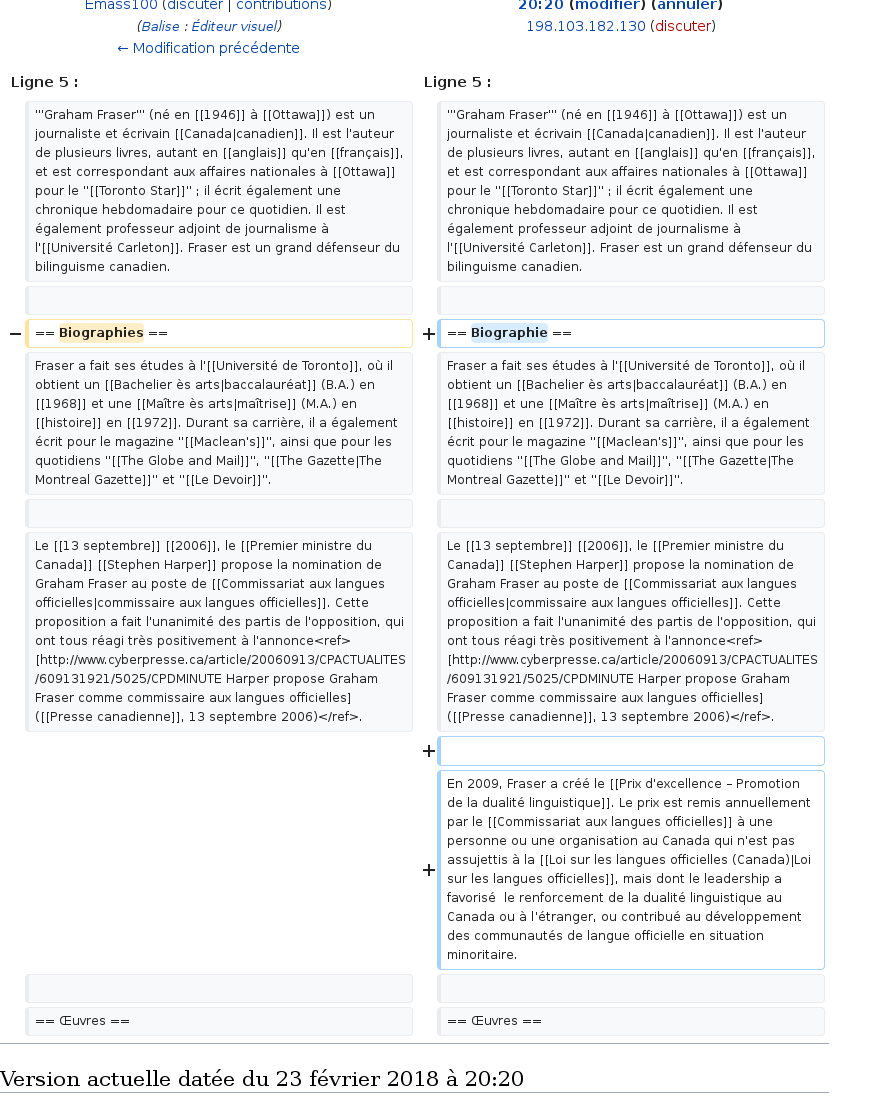 Emass100 (discuter | contributions)
(Balise : Éditeur visuel)
← Modification précédente
20:20 (modifier) (annuler)
198.103.182.130 (discuter)
Ligne 5 :
'''Graham Fraser''' (né en [[1946]] à [[Ottawa]]) est un
journaliste et écrivain [[Canada|canadien]]. Il est l'auteur
de plusieurs livres, autant en [[anglais]] qu'en [[français]],
et est correspondant aux affaires nationales à [[Ottawa]]
pour le ''[[Toronto Star]]'' ; il écrit également une
chronique hebdomadaire pour ce quotidien. Il est
également professeur adjoint de journalisme à
l'[[Université Carleton]]. Fraser est un grand défenseur du
bilinguisme canadien.
− == Biographies ==
Fraser a fait ses études à l'[[Université de Toronto]], où il
obtient un [[Bachelier ès arts|baccalauréat]] (B.A.) en
[[1968]] et une [[Maître ès arts|maîtrise]] (M.A.) en
[[histoire]] en [[1972]]. Durant sa carrière, il a également
écrit pour le magazine ''[[Maclean's]]'', ainsi que pour les
quotidiens ''[[The Globe and Mail]]'', ''[[The Gazette|The
Montreal Gazette]]'' et ''[[Le Devoir]]''.
Le [[13 septembre]] [[2006]], le [[Premier ministre du
Canada]] [[Stephen Harper]] propose la nomination de
Graham Fraser au poste de [[Commissariat aux langues
officielles|commissaire aux langues officielles]]. Cette
proposition a fait l'unanimité des partis de l'opposition, qui
ont tous réagi très positivement à l'annonce<ref>
[http://www.cyberpresse.ca/article/20060913/CPACTUALITES
/609131921/5025/CPDMINUTE Harper propose Graham
Fraser comme commissaire aux langues officielles]
([[Presse canadienne]], 13 septembre 2006)</ref>.
== Œuvres ==
Ligne 5 :
'''Graham Fraser''' (né en [[1946]] à [[Ottawa]]) est un
journaliste et écrivain [[Canada|canadien]]. Il est l'auteur
de plusieurs livres, autant en [[anglais]] qu'en [[français]],
et est correspondant aux affaires nationales à [[Ottawa]]
pour le ''[[Toronto Star]]'' ; il écrit également une
chronique hebdomadaire pour ce quotidien. Il est
également professeur adjoint de journalisme à
l'[[Université Carleton]]. Fraser est un grand défenseur du
bilinguisme canadien.
+ == Biographie ==
Fraser a fait ses études à l'[[Université de Toronto]], où il
obtient un [[Bachelier ès arts|baccalauréat]] (B.A.) en
[[1968]] et une [[Maître ès arts|maîtrise]] (M.A.) en
[[histoire]] en [[1972]]. Durant sa carrière, il a également
écrit pour le magazine ''[[Maclean's]]'', ainsi que pour les
quotidiens ''[[The Globe and Mail]]'', ''[[The Gazette|The
Montreal Gazette]]'' et ''[[Le Devoir]]''.
Le [[13 septembre]] [[2006]], le [[Premier ministre du
Canada]] [[Stephen Harper]] propose la nomination de
Graham Fraser au poste de [[Commissariat aux langues
officielles|commissaire aux langues officielles]]. Cette
proposition a fait l'unanimité des partis de l'opposition, qui
ont tous réagi très positivement à l'annonce<ref>
[http://www.cyberpresse.ca/article/20060913/CPACTUALITES
/609131921/5025/CPDMINUTE Harper propose Graham
Fraser comme commissaire aux langues officielles]
([[Presse canadienne]], 13 septembre 2006)</ref>.
+
+ En 2009, Fraser a créé le [[Prix d'excellence – Promotion
de la dualité linguistique]]. Le prix est remis annuellement
par le [[Commissariat aux langues officielles]] à une
personne ou une organisation au Canada qui n'est pas
assujettis à la [[Loi sur les langues officielles (Canada)|Loi
sur les langues officielles]], mais dont le leadership a
favorisé  le renforcement de la dualité linguistique au
Canada ou à l'étranger, ou contribué au développement
des communautés de langue officielle en situation
minoritaire.
== Œuvres ==
Version actuelle datée du 23 février 2018 à 20:20